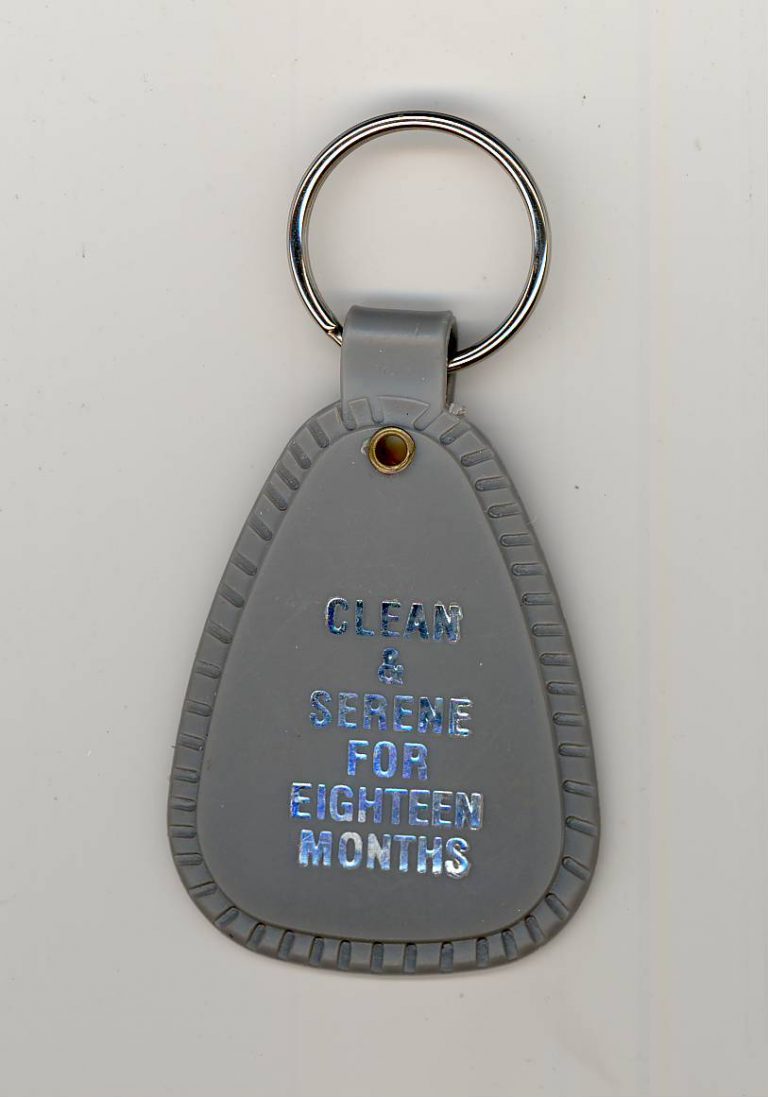 CLEAN
&
SERENE
FOR
EIGHTEEN
MONTHS